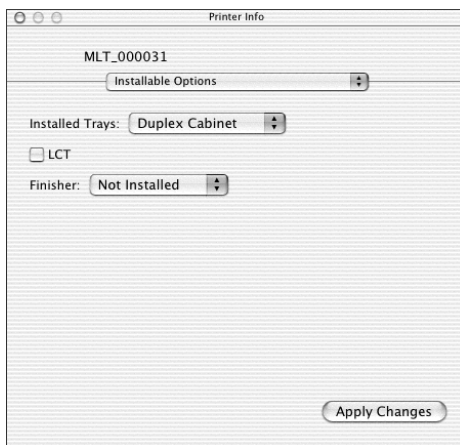 Printer Info
MLT_000031
Installable Options
Installed Trays: Duplex Cabinet
LCT
Finisher: Not Installed
Apply Changes